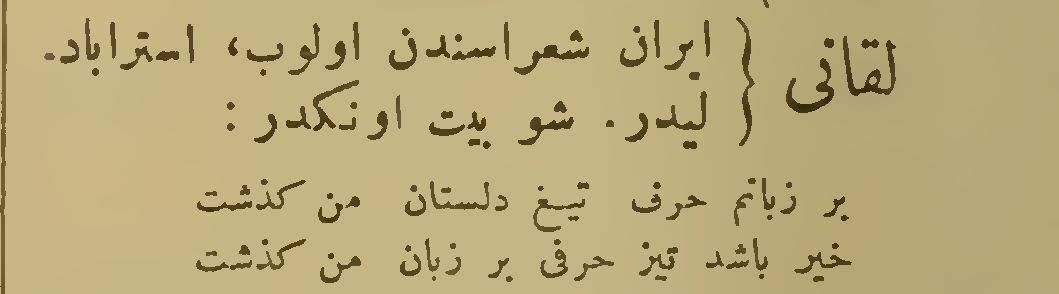 لقانی { ایران شعراسندن اولوب، استراباد.
لیدر. شو بیت اونکدر :
بر زبانم حرف تیــغ دلستان من کذشت
خیر باشد تیز حرفی بر زبان من کذشت